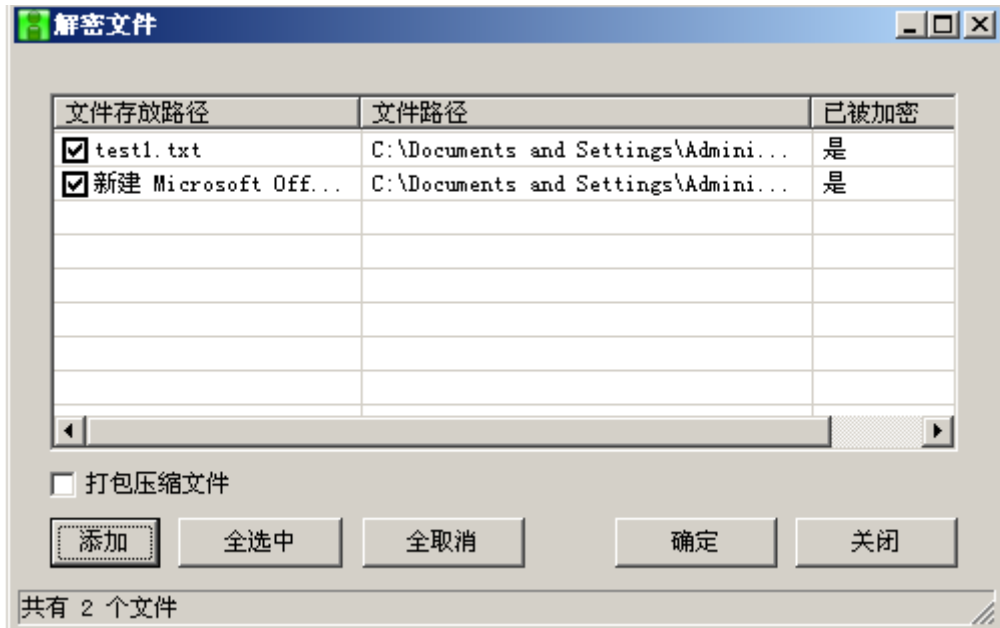 解密文件
文件存放路径 文件路径 已被加密
test1.txt C:\Documents and Settings\Admini... 是
新建 Microsoft Off... C:\Documents and Settings\Admini... 是
打包压缩文件
添加 全选中 全取消 确定 关闭
共有 2 个文件